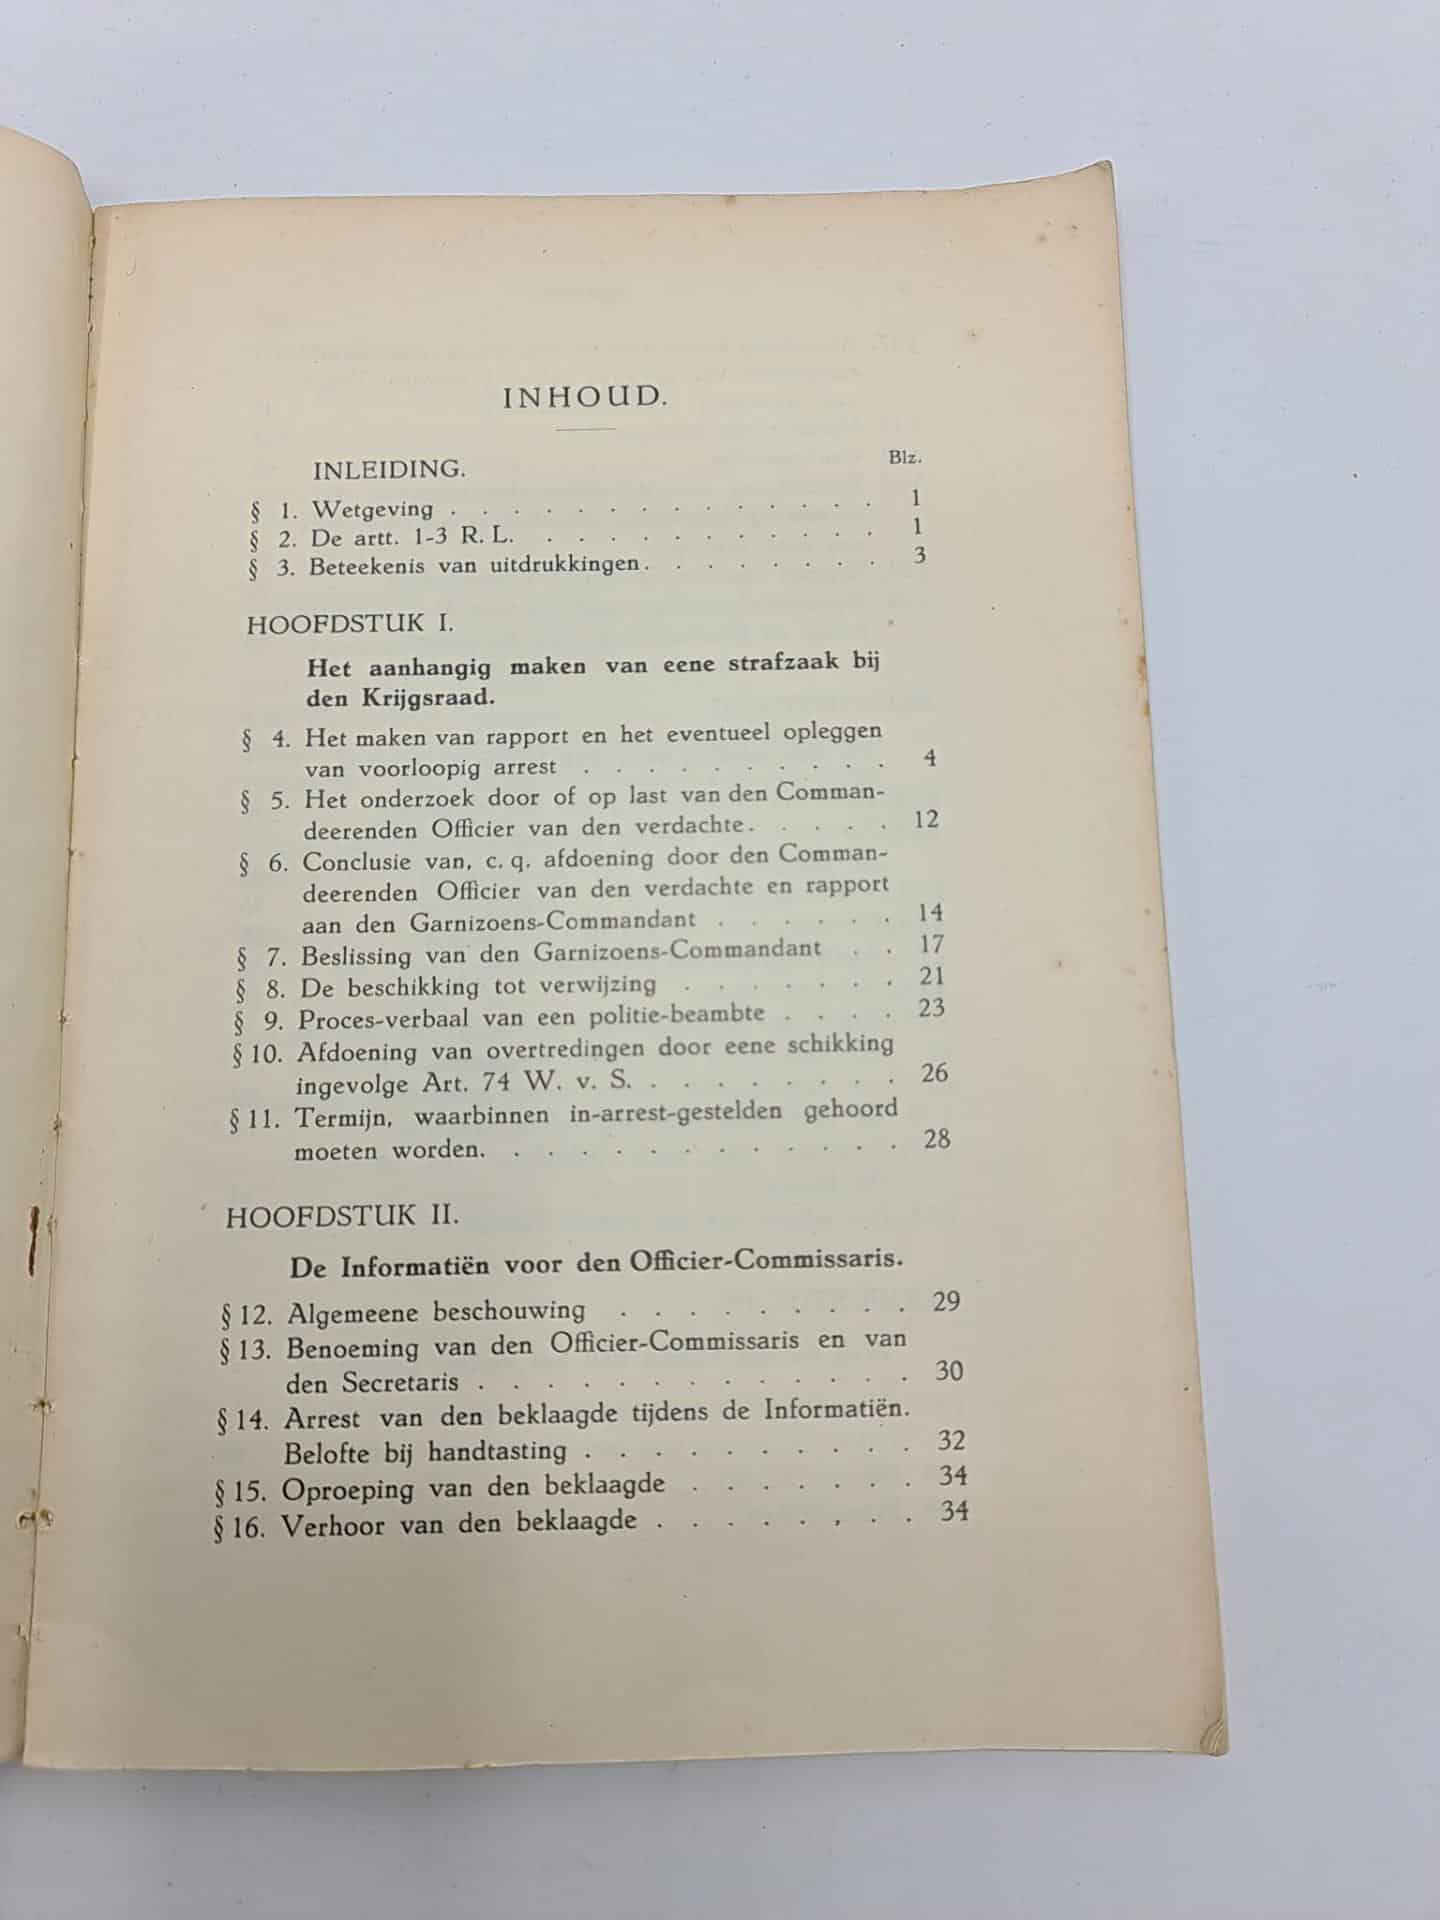 INHOUD.
Blz.
INLEIDING.
§ 1. Wetgeving . . . . . . . . . . . . . . 1
§ 2. De artt. 1-3 R. L. . . . . . . . . . . . 1
§ 3. Beteekenis van uitdrukkingen. . . . . . . . 3
HOOFDSTUK I.
Het aanhangig maken van eene strafzaak bij
den Krijgsraad.
§ 4. Het maken van rapport en het eventueel opleggen
van voorloopig arrest . . . . . . . . . . 4
§ 5. Het onderzoek door of op last van den Comman-
deerenden Officier van den verdachte. . . . . 12
§ 6. Conclusie van, c. q. afdoening door den Comman-
deerenden Officier van den verdachte en rapport
aan den Garnizoens-Commandant . . . . . . 14
§ 7. Beslissing van den Garnizoens-Commandant . . 17
§ 8. De beschikking tot verwijzing . . . . . . . 21
§ 9. Proces-verbaal van een politie-beambte . . . . 23
§ 10. Afdoening van overtredingen door eene schikking
ingevolge Art. 74 W. v. S. . . . . . . . . 26
§ 11. Termijn, waarbinnen in-arrest-gestelden gehoord
moeten worden. . . . . . . . . . . . . 28
HOOFDSTUK II.
De Informatiën voor den Officier-Commissaris.
§ 12. Algemeene beschouwing . . . . . . . . . 29
§ 13. Benoeming van den Officier-Commissaris en van
den Secretaris . . . . . . . . . . . . . 30
§ 14. Arrest van den beklaagde tijdens de Informatiën.
Belofte bij handtasting . . . . . . . . . . 32
§ 15. Oproeping van den beklaagde . . . . . . . 34
§ 16. Verhoor van den beklaagde . . . . . . . . 34